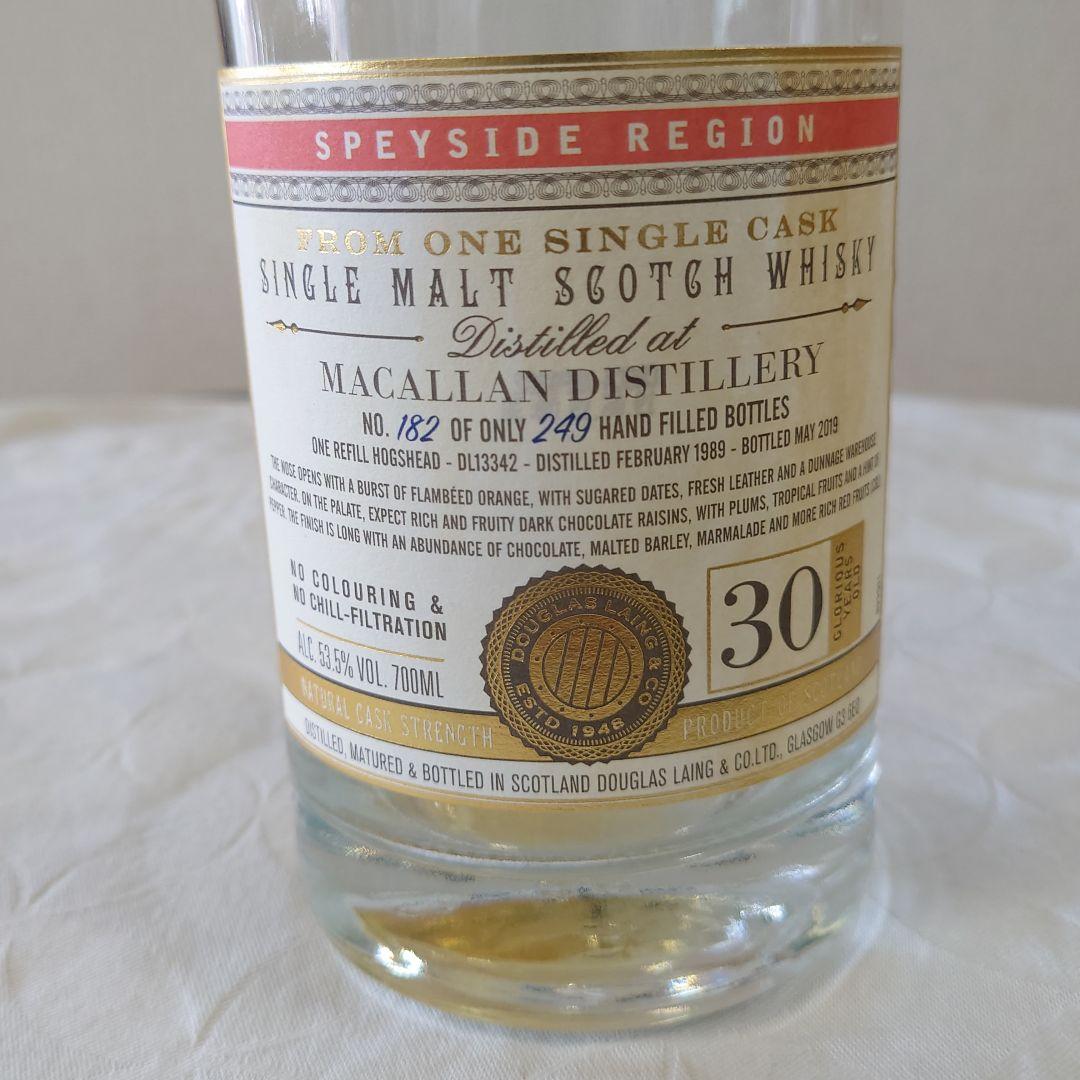 SPEYSIDE REGION
FROM ONE SINGLE CASK
SINGLE MALT SCOTCH WHISKY
Distilled at
MACALLAN DISTILLERY
NO. 182 OF ONLY 249 HAND FILLED BOTTLES
ONE REFILL HOGSHEAD - DL13342 - DISTILLED FEBRUARY 1989 - BOTTLED MAY 2019
THE NOSE OPENS WITH A BURST OF FLAMBÉED ORANGE, WITH SUGARED DATES, FRESH LEATHER AND A DUNNAGE WAREHOUSE
CHARACTER. ON THE PALATE, EXPECT RICH AND FRUITY DARK CHOCOLATE RAISINS, WITH PLUMS, TROPICAL FRUITS AND A HINT OF
PEPPER. THE FINISH IS LONG WITH AN ABUNDANCE OF CHOCOLATE, MALTED BARLEY, MARMALADE AND MORE RICH RED FRUITS
NO COLOURING &
NO CHILL-FILTRATION
ALC. 53.5% VOL. 700ML
DOUGLAS LAING & CO
ESTD 1948
30
GLORIOUS
YEARS
OLD
NATURAL CASK STRENGTH
PRODUCT OF SCOTLAND
DISTILLED, MATURED & BOTTLED IN SCOTLAND DOUGLAS LAING & CO.LTD., GLASGOW G3 6EQ